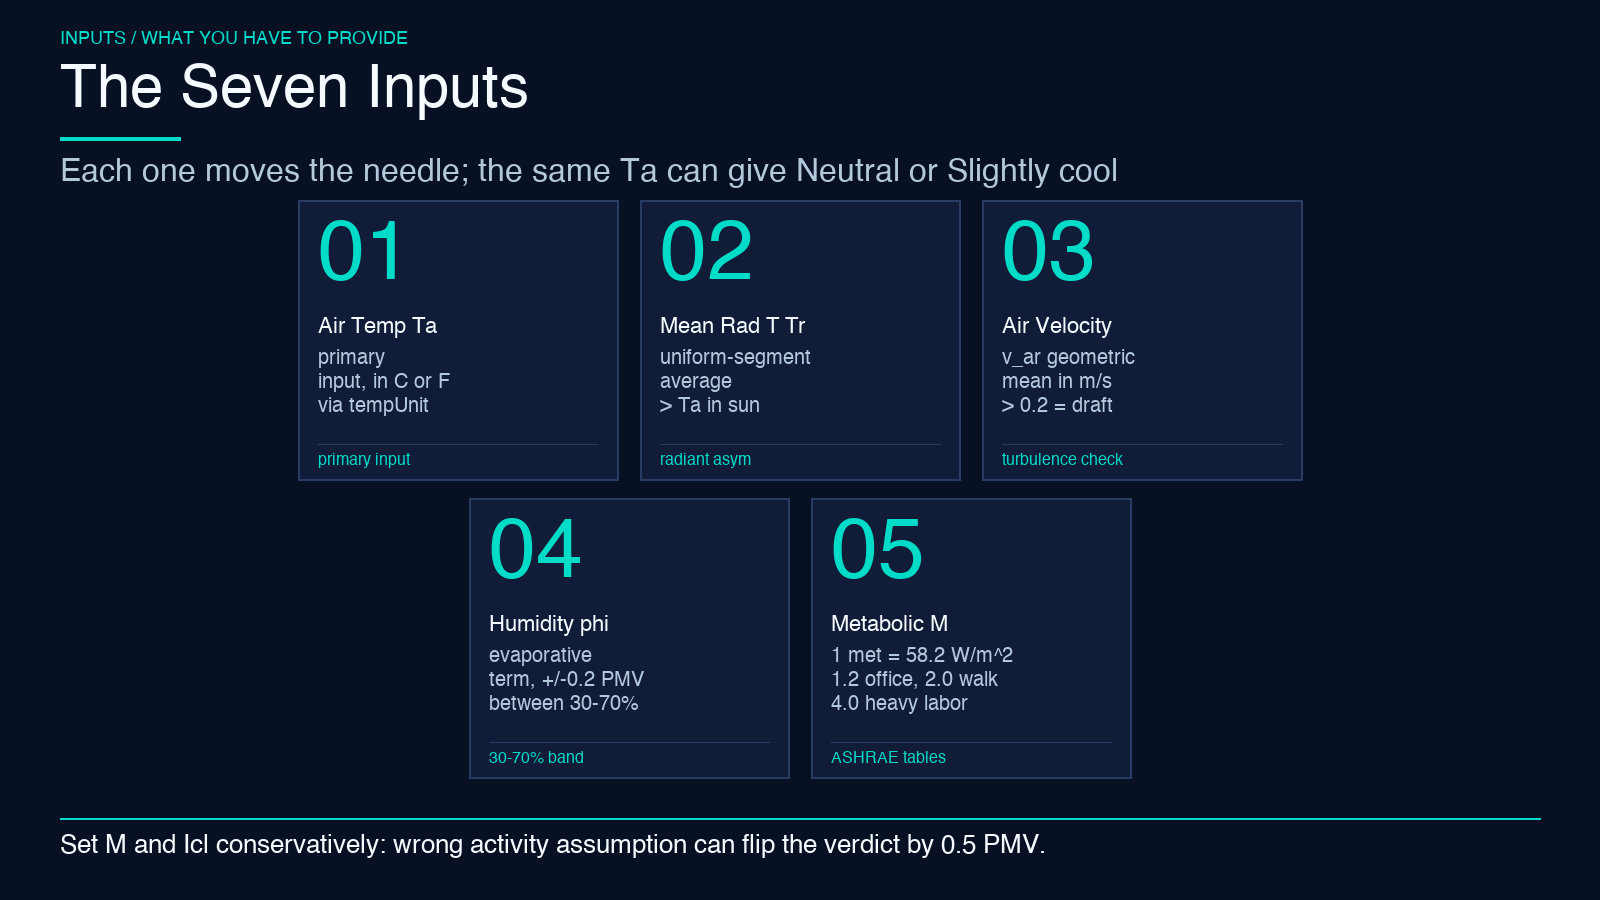 INPUTS / WHAT YOU HAVE TO PROVIDE
The Seven Inputs
Each one moves the needle; the same Ta can give Neutral or Slightly cool
01
Air Temp Ta
primary
input, in C or F
via tempUnit
primary input
02
Mean Rad T Tr
uniform-segment
average
> Ta in sun
radiant asym
03
Air Velocity
v_ar geometric
mean in m/s
> 0.2 = draft
turbulence check
04
Humidity phi
evaporative
term, +/-0.2 PMV
between 30-70%
30-70% band
05
Metabolic M
1 met = 58.2 W/m^2
1.2 office, 2.0 walk
4.0 heavy labor
ASHRAE tables
Set M and Icl conservatively: wrong activity assumption can flip the verdict by 0.5 PMV.